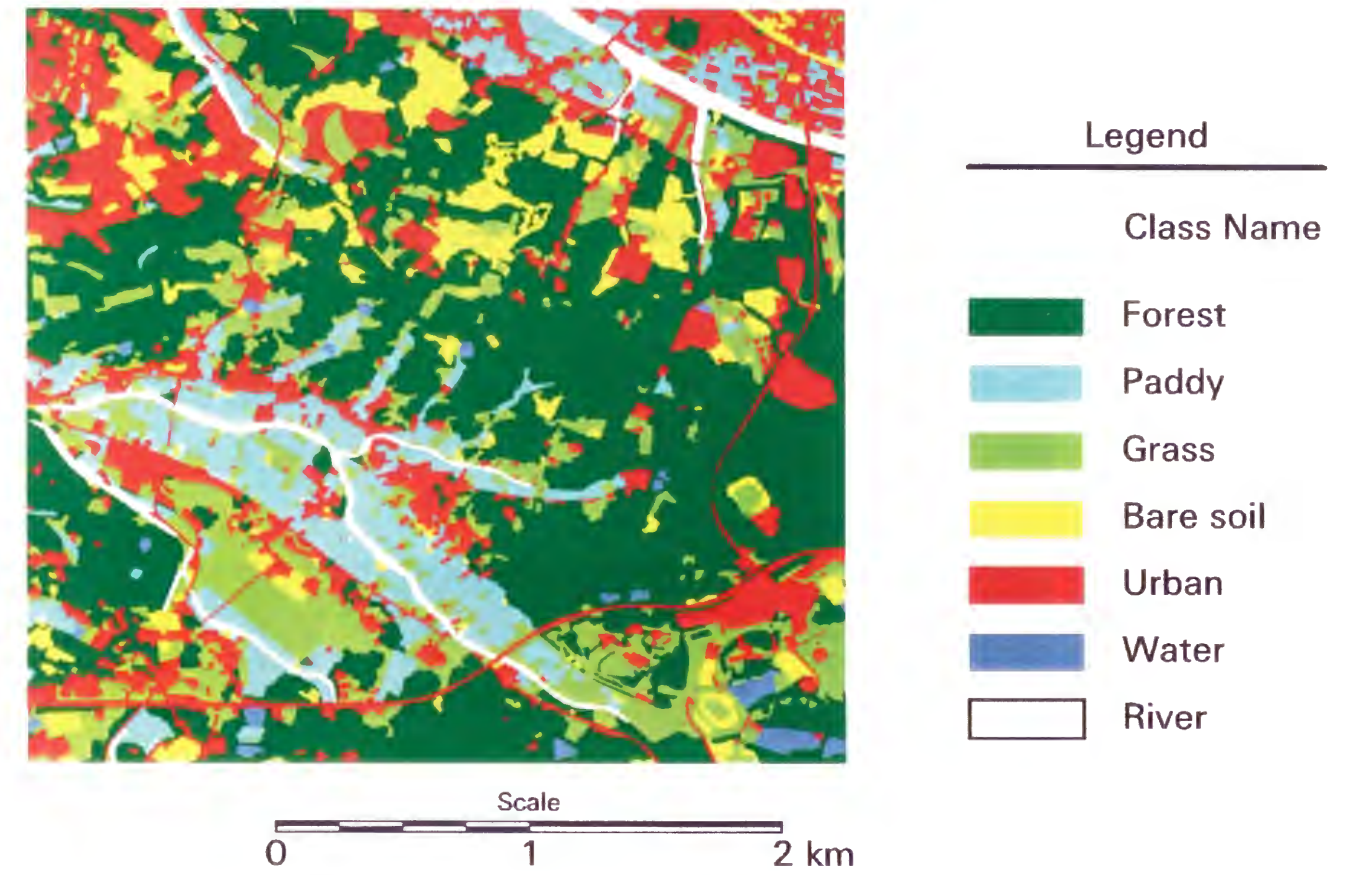 Legend
Class Name
Forest
Paddy
Grass
Bare soil
Urban
Water
River
Scale
0 1 2 km